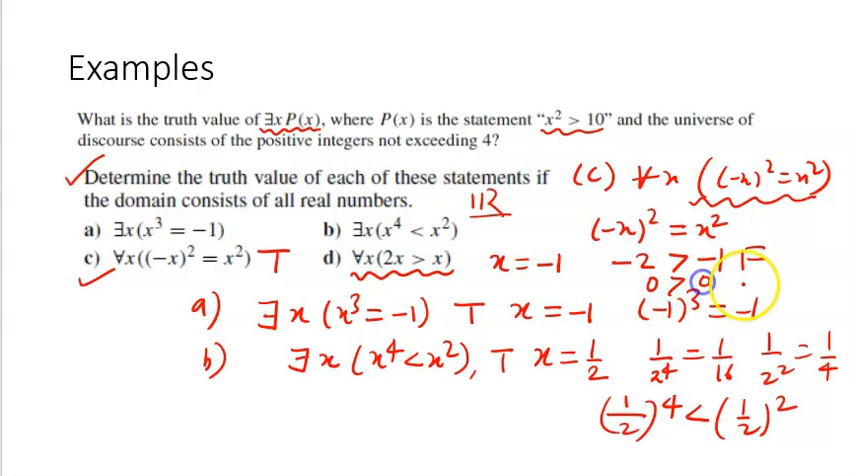 Examples
What is the truth value of ∃x P(x), where P(x) is the statement “x² > 10” and the universe of
discourse consists of the positive integers not exceeding 4?
Determine the truth value of each of these statements if
the domain consists of all real numbers.
a) ∃x(x³ = −1) b) ∃x(x⁴ < x²)
c) ∀x((−x)² = x²) T d) ∀x(2x > x)
(c) ∀x ((-x)² = x²)
ℝ
(-x)² = x²
x = -1 -2 > -1 F
0 > 0
a) ∃x (x³ = -1) T x = -1 (-1)³ = -1
b) ∃x (x⁴ < x²), T x = 1/2 1/2⁴ = 1/16 1/2² = 1/4
(1/2)⁴ < (1/2)²